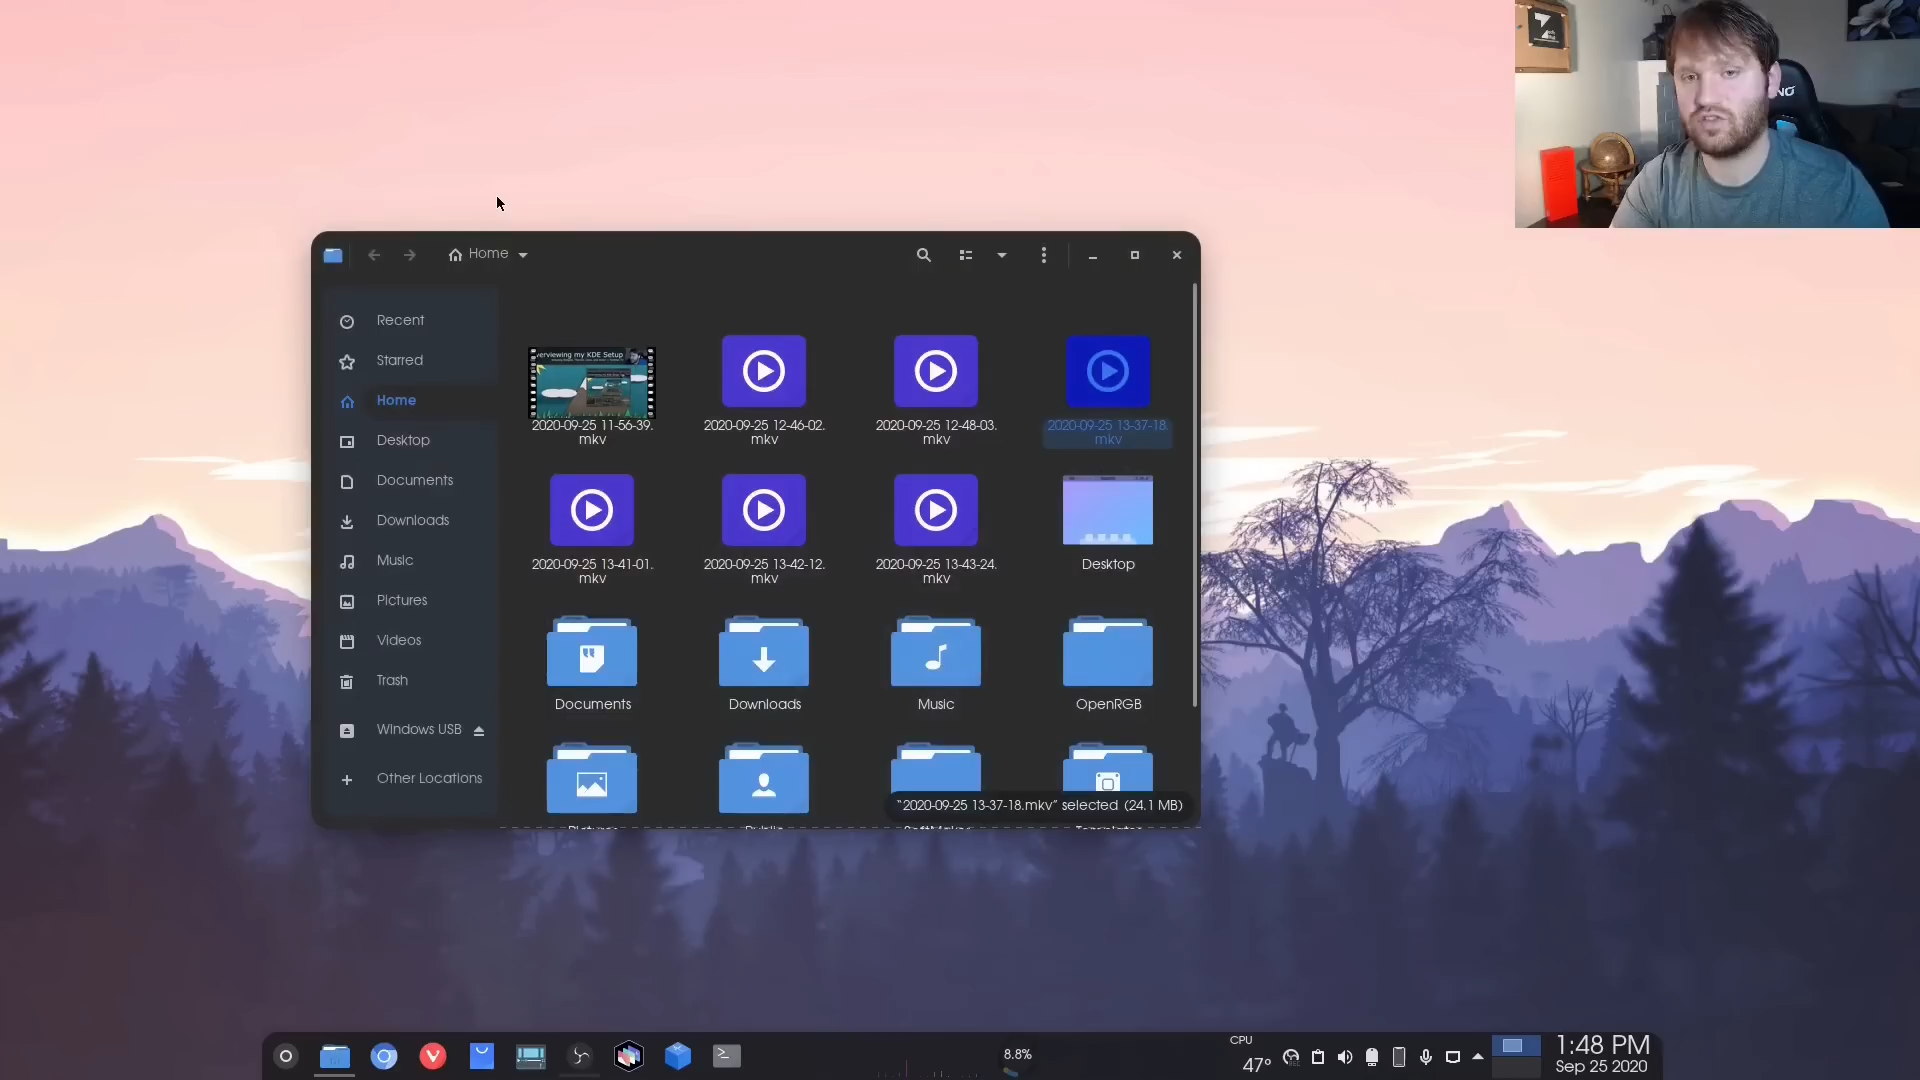 Home
Recent
Starred
Home
Desktop
Documents
Downloads
Music
Pictures
Videos
Trash
Windows USB
Other Locations
verviewing my KDE Setup
2020-09-25 11-56-39.
mkv
2020-09-25 12-46-02.
mkv
2020-09-25 12-48-03.
mkv
2020-09-25 13-37-18.
mkv
2020-09-25 13-41-01.
mkv
2020-09-25 13-42-12.
mkv
2020-09-25 13-43-24.
mkv
Desktop
Documents
Downloads
Music
OpenRGB
"2020-09-25 13-37-18.mkv" selected (24.1 MB)
8.8%
CPU
47°
1:48 PM
Sep 25 2020